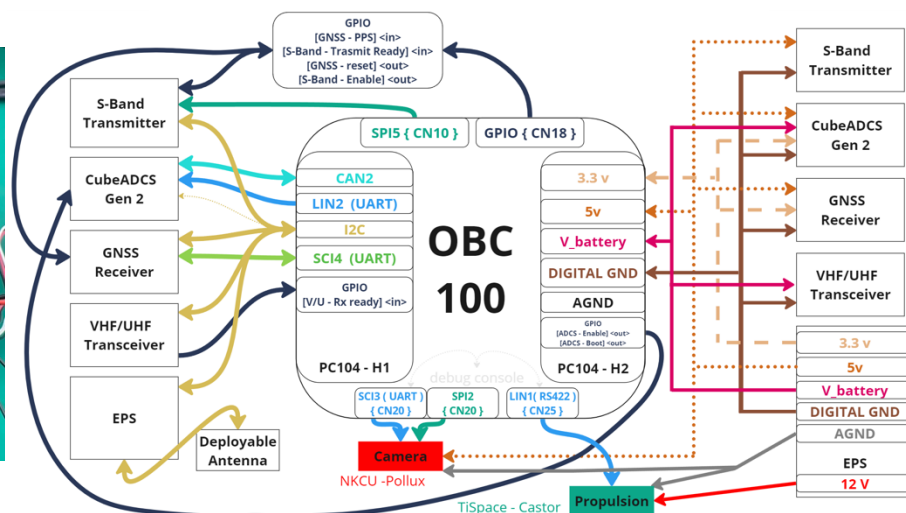 GPIO
[GNSS - PPS] <in>
[S-Band - Trasmit Ready] <in>
[GNSS - reset] <out>
[S-Band - Enable] <out>
S-Band
Transmitter
CubeADCS
Gen 2
GNSS
Receiver
VHF/UHF
Transceiver
EPS
Deployable
Antenna
SPI5 { CN10 }
GPIO { CN18 }
CAN2
LIN2 (UART)
I2C
SCI4 (UART)
GPIO
[V/U - Rx ready] <in>
PC104 - H1
OBC
100
3.3 v
5v
V_battery
DIGITAL GND
AGND
GPIO
[ADCS - Enable] <out>
[ADCS - Boot] <out>
PC104 - H2
debug console
SCI3 ( UART )
{ CN20 }
SPI2
{ CN20 }
LIN1( RS422 )
{ CN25 }
Camera
NKCU -Pollux
TiSpace - Castor
Propulsion
S-Band
Transmitter
CubeADCS
Gen 2
GNSS
Receiver
VHF/UHF
Transceiver
3.3 v
5v
V_battery
DIGITAL GND
AGND
EPS
12 V